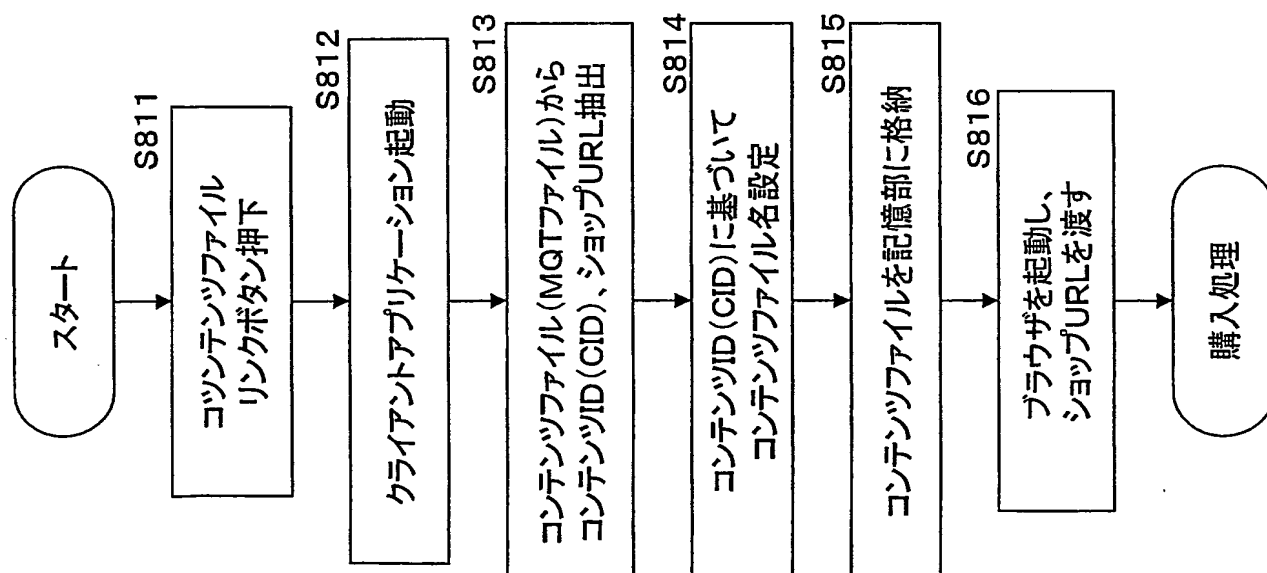 スタート
S811
コツンテンツファイル
リンクボタン押下
S812
クライアントアプリケーション起動
S813
コンテンツファイル(MQTファイル)から
コンテンツID(CID)、ショップURL抽出
S814
コンテンツID(CID)に基づいて
コンテンツファイル名設定
S815
コンテンツファイルを記憶部に格納
S816
ブラウザを起動し、
ショップURLを渡す
購入処理